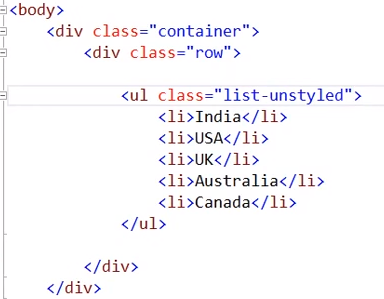 <body>
<div class="container">
<div class="row">
<ul class="list-unstyled">
<li>India</li>
<li>USA</li>
<li>UK</li>
<li>Australia</li>
<li>Canada</li>
</ul>
</div>
</div>